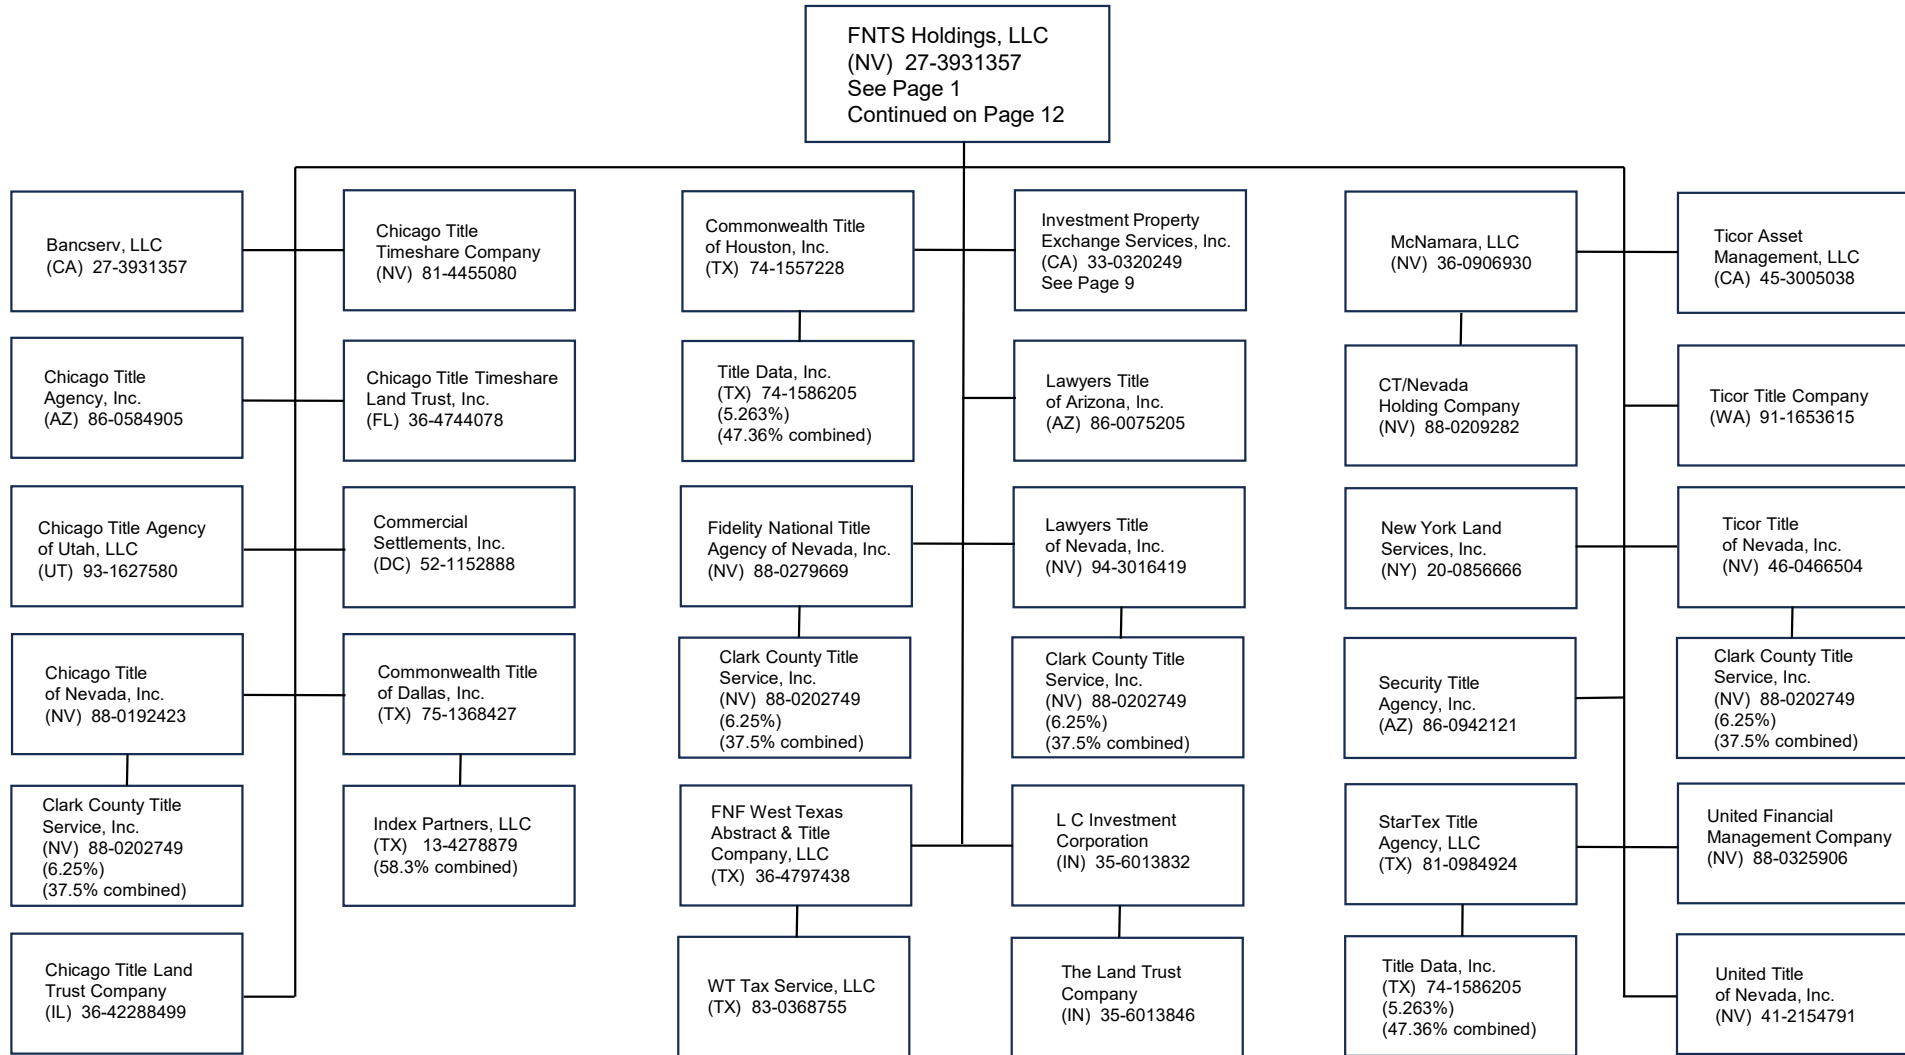 FNTS Holdings, LLC
(NV) 27-3931357
See Page 1
Continued on Page 12
Bancserv, LLC
(CA) 27-3931357
Chicago Title
Timeshare Company
(NV) 81-4455080
Commonwealth Title
of Houston, Inc.
(TX) 74-1557228
Investment Property
Exchange Services, Inc.
(CA) 33-0320249
See Page 9
McNamara, LLC
(NV) 36-0906930
Ticor Asset
Management, LLC
(CA) 45-3005038
Chicago Title
Agency, Inc.
(AZ) 86-0584905
Chicago Title Timeshare
Land Trust, Inc.
(FL) 36-4744078
Title Data, Inc.
(TX) 74-1586205
(5.263%)
(47.36% combined)
Lawyers Title
of Arizona, Inc.
(AZ) 86-0075205
CT/Nevada
Holding Company
(NV) 88-0209282
Ticor Title Company
(WA) 91-1653615
Chicago Title Agency
of Utah, LLC
(UT) 93-1627580
Commercial
Settlements, Inc.
(DC) 52-1152888
Fidelity National Title
Agency of Nevada, Inc.
(NV) 88-0279669
Lawyers Title
of Nevada, Inc.
(NV) 94-3016419
New York Land
Services, Inc.
(NY) 20-0856666
Ticor Title
of Nevada, Inc.
(NV) 46-0466504
Chicago Title
of Nevada, Inc.
(NV) 88-0192423
Commonwealth Title
of Dallas, Inc.
(TX) 75-1368427
Clark County Title
Service, Inc.
(NV) 88-0202749
(6.25%)
(37.5% combined)
Clark County Title
Service, Inc.
(NV) 88-0202749
(6.25%)
(37.5% combined)
Security Title
Agency, Inc.
(AZ) 86-0942121
Clark County Title
Service, Inc.
(NV) 88-0202749
(6.25%)
(37.5% combined)
Clark County Title
Service, Inc.
(NV) 88-0202749
(6.25%)
(37.5% combined)
Index Partners, LLC
(TX) 13-4278879
(58.3% combined)
FNF West Texas
Abstract & Title
Company, LLC
(TX) 36-4797438
L C Investment
Corporation
(IN) 35-6013832
StarTex Title
Agency, LLC
(TX) 81-0984924
United Financial
Management Company
(NV) 88-0325906
Chicago Title Land
Trust Company
(IL) 36-42288499
WT Tax Service, LLC
(TX) 83-0368755
The Land Trust
Company
(IN) 35-6013846
Title Data, Inc.
(TX) 74-1586205
(5.263%)
(47.36% combined)
United Title
of Nevada, Inc.
(NV) 41-2154791